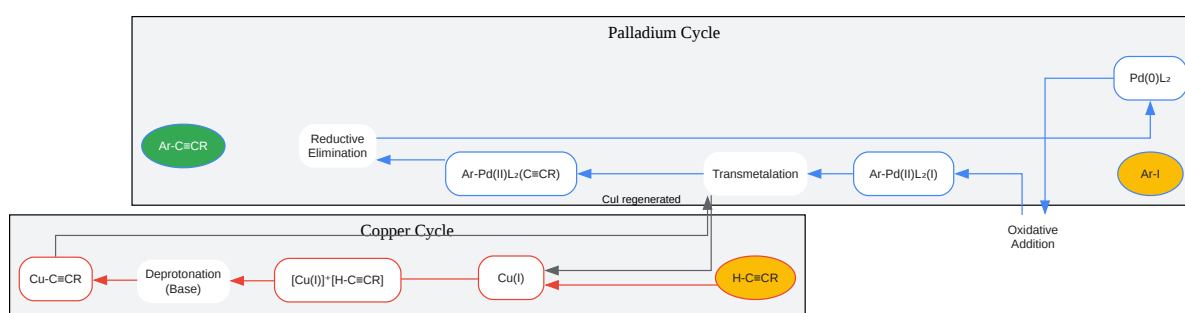 Palladium Cycle
Pd(0)L₂
Ar-C≡CR
Reductive
Elimination
Ar-Pd(II)L₂(C≡CR)
Transmetalation
Ar-Pd(II)L₂(I)
Ar-I
CuI regenerated
Oxidative
Addition
Copper Cycle
Cu-C≡CR
Deprotonation
(Base)
[Cu(I)]⁺[H-C≡CR]
Cu(I)
H-C≡CR